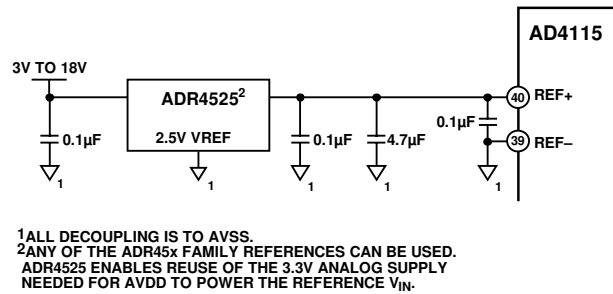 AD4115
3V TO 18V
ADR4525²
2.5V VREF
0.1µF
0.1µF
4.7µF
0.1µF
40 REF+
39 REF–
1
1
1
1
1
¹ALL DECOUPLING IS TO AVSS.
²ANY OF THE ADR45x FAMILY REFERENCES CAN BE USED.
ADR4525 ENABLES REUSE OF THE 3.3V ANALOG SUPPLY
NEEDED FOR AVDD TO POWER THE REFERENCE VIN.